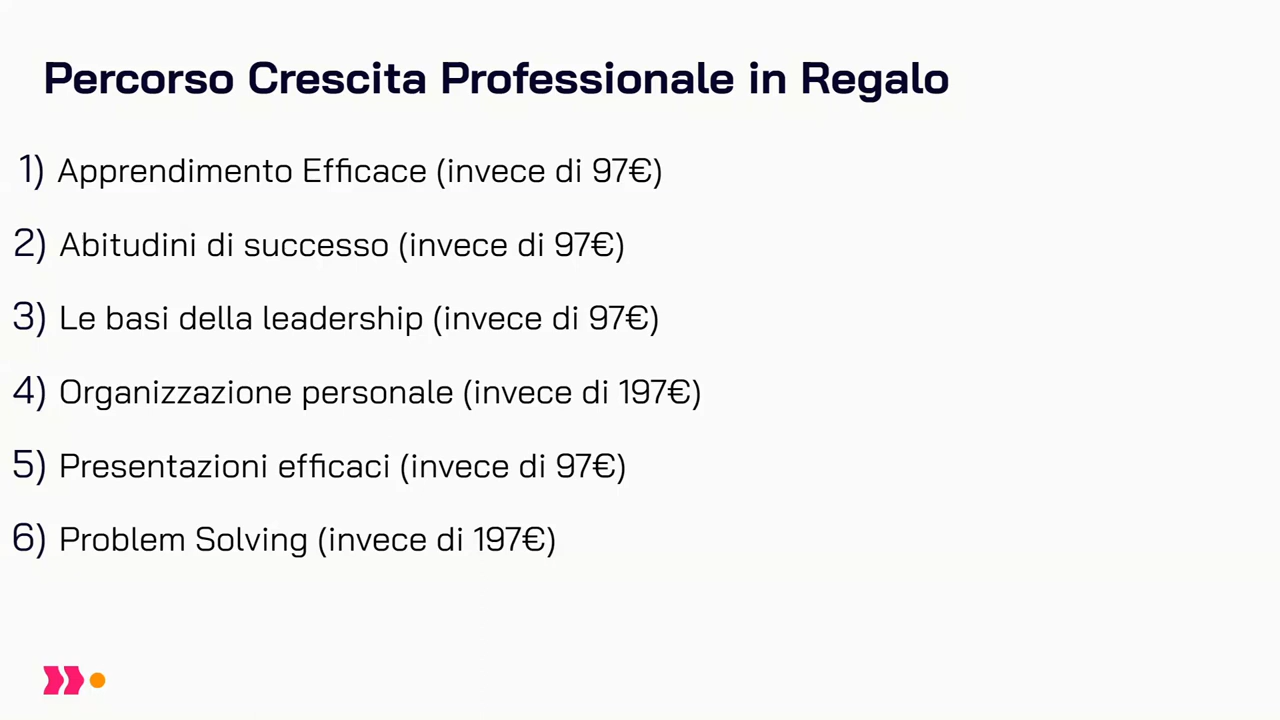 Percorso Crescita Professionale in Regalo
1) Apprendimento Efficace (invece di 97€)
2) Abitudini di successo (invece di 97€)
3) Le basi della leadership (invece di 97€)
4) Organizzazione personale (invece di 197€)
5) Presentazioni efficaci (invece di 97€)
6) Problem Solving (invece di 197€)